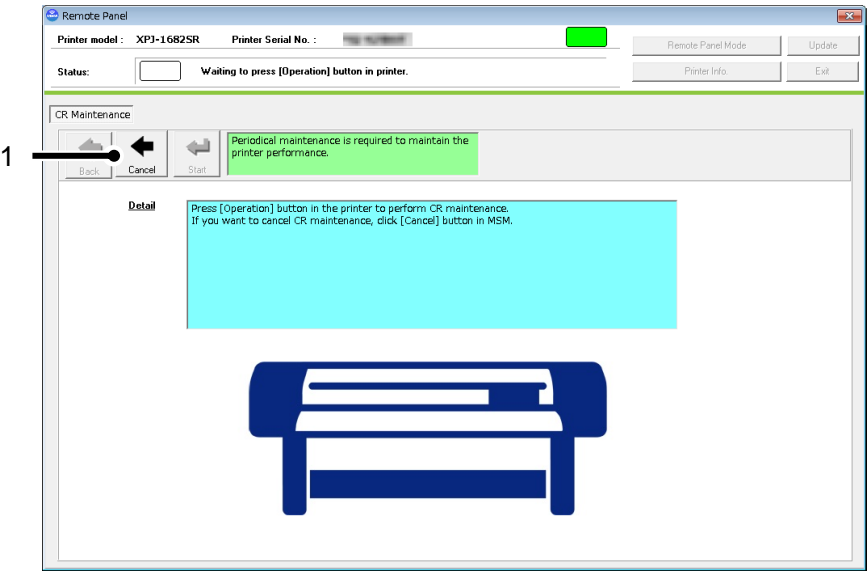 Remote Panel
Printer model : XPJ-1682SR Printer Serial No. :
Remote Panel Mode Update
Status: Waiting to press [Operation] button in printer.
Printer Info. Exit
CR Maintenance
1
Back Cancel Start
Periodical maintenance is required to maintain the
printer performance.
Detail
Press [Operation] button in the printer to perform CR maintenance.
If you want to cancel CR maintenance, click [Cancel] button in MSM.